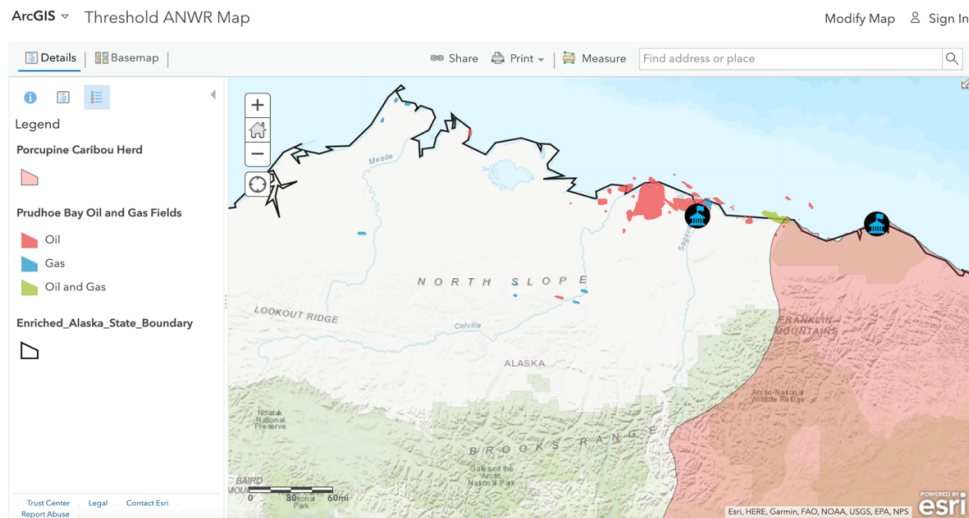 ArcGIS Threshold ANWR Map Modify Map Sign In
Details Basemap Share Print Measure Find address or place
Legend
Porcupine Caribou Herd
Prudhoe Bay Oil and Gas Fields
Oil
Gas
Oil and Gas
Enriched_Alaska_State_Boundary
Trust Center Legal Contact Esri
Report Abuse
+
−
Meade
NORTH SLOPE
LOOKOUT RIDGE
Colville
ALASKA
FRANKLIN
MOUNTAINS
Arctic National
Wildlife Refuge
Noatak
National
Preserve
BROOKS RANGE
Gates of the
Arctic
National Park
BAIRD
Park
0 30 60mi
Esri, HERE, Garmin, FAO, NOAA, USGS, EPA, NPS
POWERED BY
esri